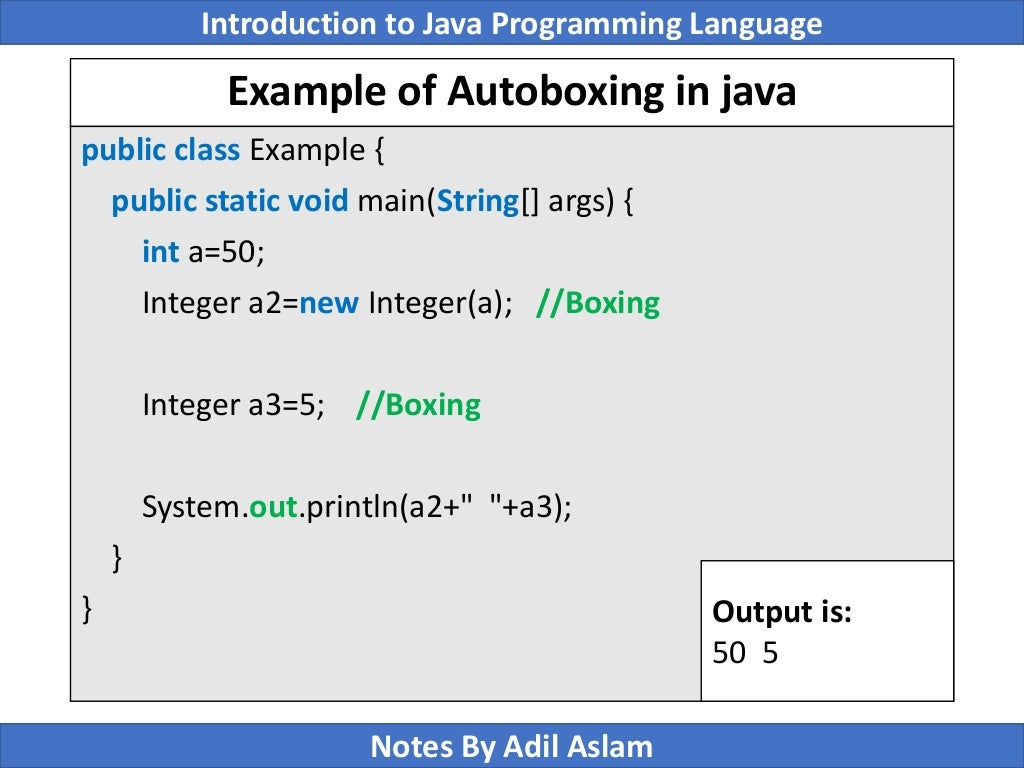 Introduction to Java Programming Language
Example of Autoboxing in java
public class Example {
public static void main(String[] args) {
int a=50;
Integer a2=new Integer(a);   //Boxing
Integer a3=5;    //Boxing
System.out.println(a2+"  "+a3);
}
}
Output is:
50  5
Notes By Adil Aslam